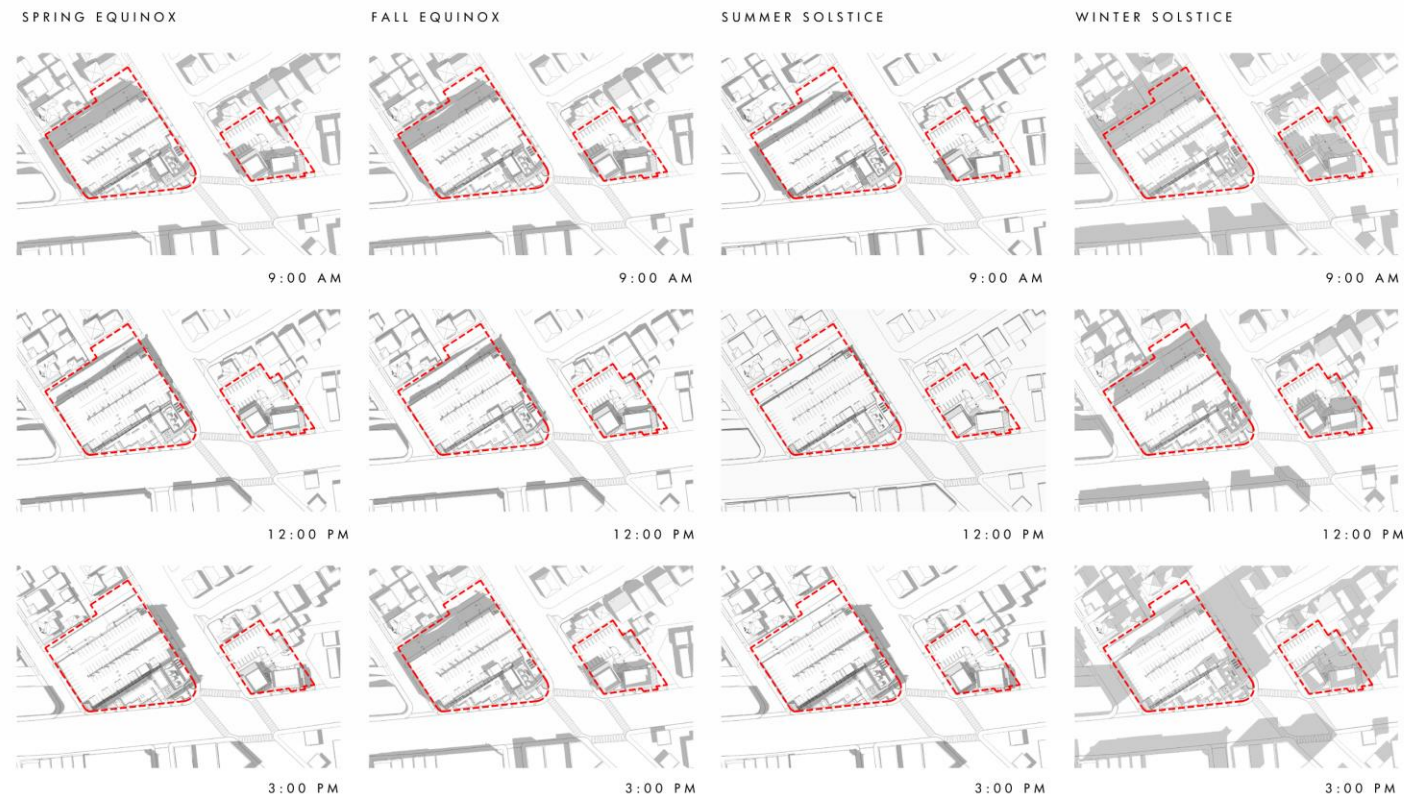 SPRING EQUINOX
FALL EQUINOX
SUMMER SOLSTICE
WINTER SOLSTICE
9:00 AM
9:00 AM
9:00 AM
9:00 AM
12:00 PM
12:00 PM
12:00 PM
12:00 PM
3:00 PM
3:00 PM
3:00 PM
3:00 PM